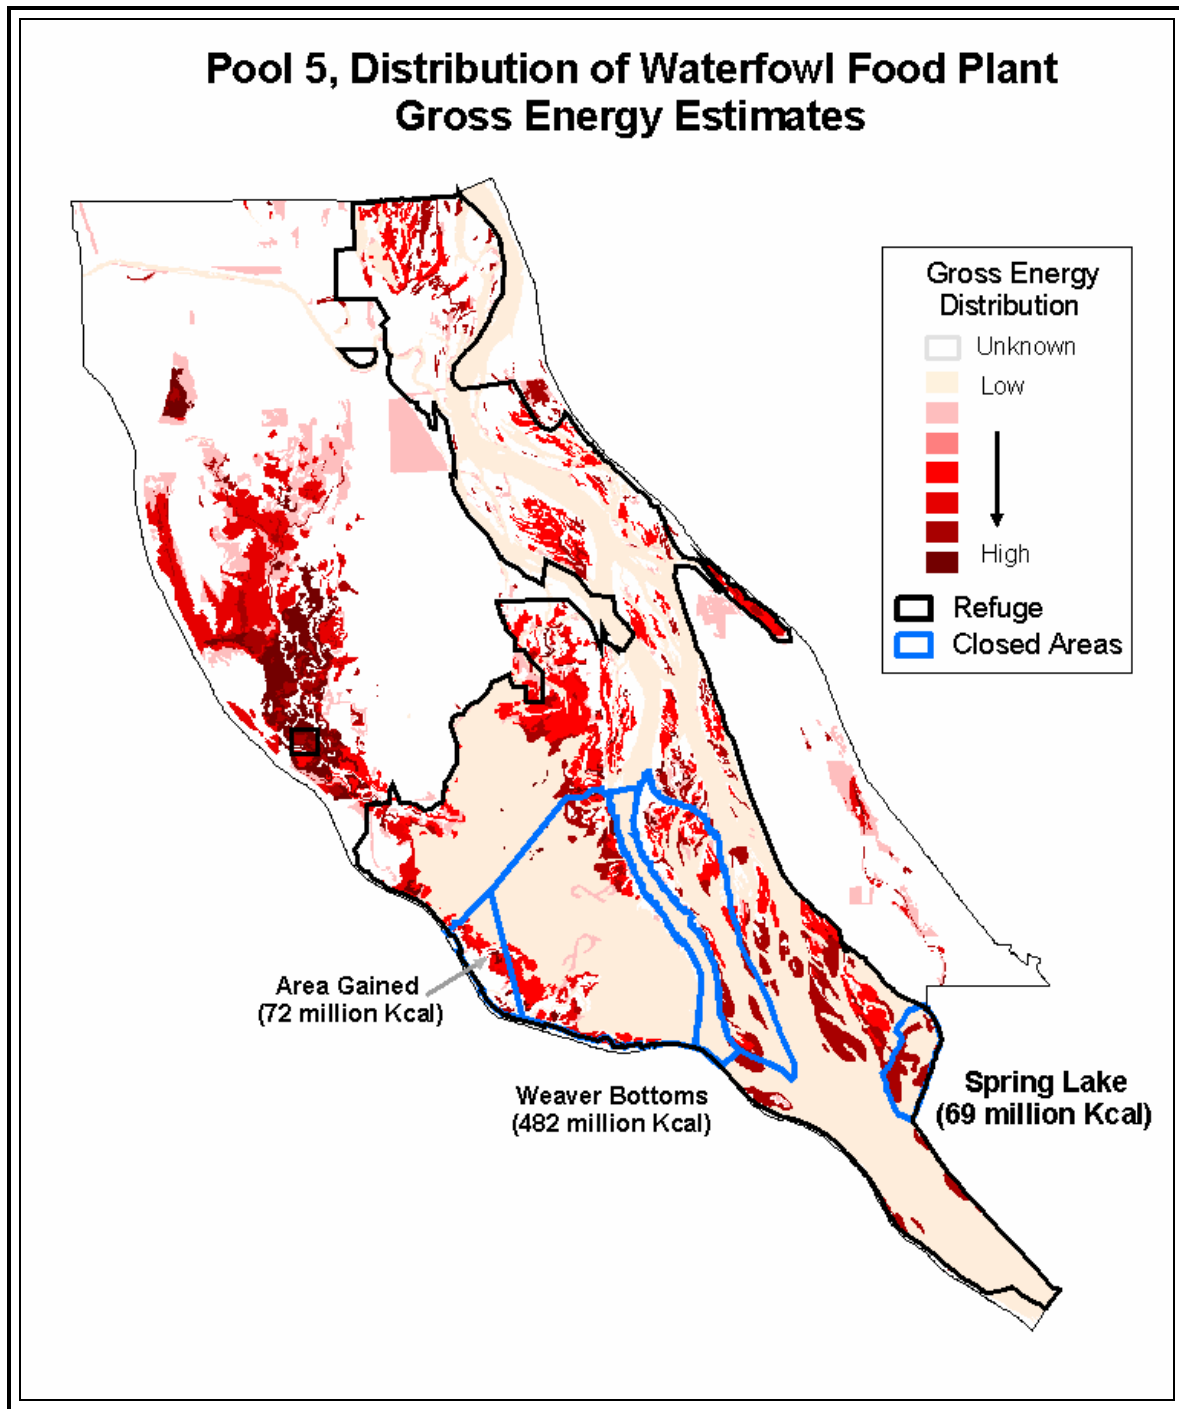 Pool 5, Distribution of Waterfowl Food Plant
Gross Energy Estimates
Gross Energy
Distribution
Unknown
Low
High
Refuge
Closed Areas
Area Gained
(72 million Kcal)
Weaver Bottoms
(482 million Kcal)
Spring Lake
(69 million Kcal)